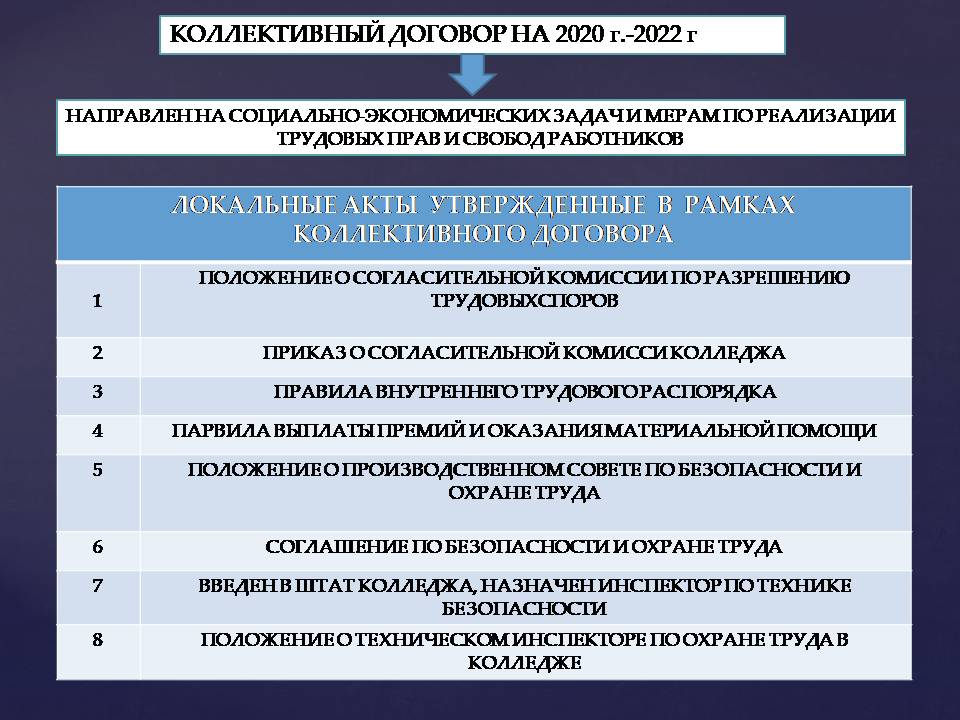 КОЛЛЕКТИВНЫЙ ДОГОВОР НА 2020 г.-2022 г
НАПРАВЛЕН НА СОЦИАЛЬНО-ЭКОНОМИЧЕСКИХ ЗАДАЧ И МЕРАМ ПО РЕАЛИЗАЦИИ
ТРУДОВЫХ ПРАВ И СВОБОД РАБОТНИКОВ
ЛОКАЛЬНЫЕ АКТЫ УТВЕРЖДЕННЫЕ В РАМКАХ
КОЛЛЕКТИВНОГО ДОГОВОРА
1 ПОЛОЖЕНИЕ О СОГЛАСИТЕЛЬНОЙ КОМИССИИ ПО РАЗРЕШЕНИЮ
ТРУДОВЫХСПОРОВ
2 ПРИКАЗ О СОГЛАСИТЕЛЬНОЙ КОМИССИ КОЛЛЕДЖА
3 ПРАВИЛА ВНУТРЕННЕГО ТРУДОВОГО РАСПОРЯДКА
4 ПАРВИЛА ВЫПЛАТЫ ПРЕМИЙ И ОКАЗАНИЯ МАТЕРИАЛЬНОЙ ПОМОЩИ
5 ПОЛОЖЕНИЕ О ПРОИЗВОДСТВЕННОМ СОВЕТЕ ПО БЕЗОПАСНОСТИ И
ОХРАНЕ ТРУДА
6 СОГЛАШЕНИЕ ПО БЕЗОПАСНОСТИ И ОХРАНЕ ТРУДА
7 ВВЕДЕН В ШТАТ КОЛЛЕДЖА, НАЗНАЧЕН ИНСПЕКТОР ПО ТЕХНИКЕ
БЕЗОПАСНОСТИ
8 ПОЛОЖЕНИЕ О ТЕХНИЧЕСКОМ ИНСПЕКТОРЕ ПО ОХРАНЕ ТРУДА В
КОЛЛЕДЖЕ